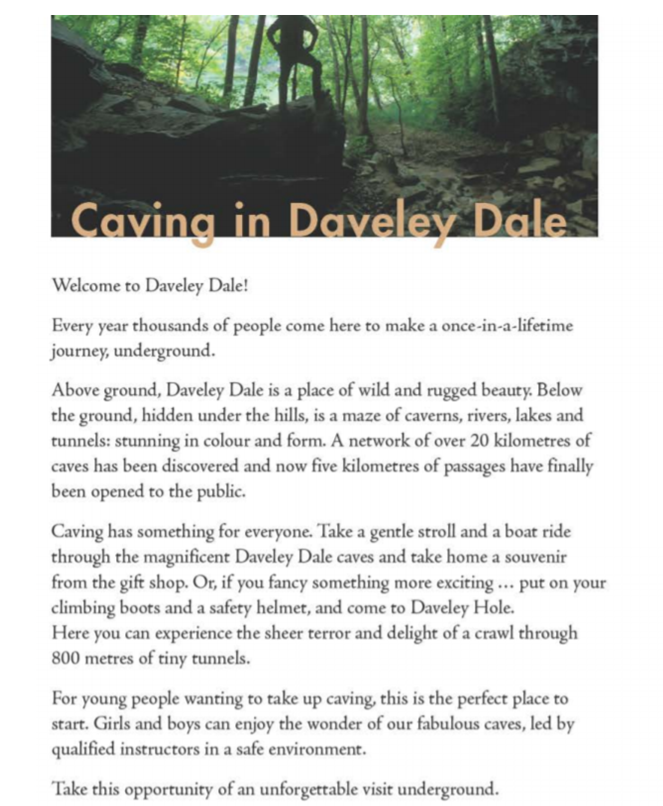 Caving in Daveley Dale
Welcome to Daveley Dale!
Every year thousands of people come here to make a once-in-a-lifetime
journey, underground.
Above ground, Daveley Dale is a place of wild and rugged beauty. Below
the ground, hidden under the hills, is a maze of caverns, rivers, lakes and
tunnels: stunning in colour and form. A network of over 20 kilometres of
caves has been discovered and now five kilometres of passages have finally
been opened to the public.
Caving has something for everyone. Take a gentle stroll and a boat ride
through the magnificent Daveley Dale caves and take home a souvenir
from the gift shop. Or, if you fancy something more exciting ... put on your
climbing boots and a safety helmet, and come to Daveley Hole.
Here you can experience the sheer terror and delight of a crawl through
800 metres of tiny tunnels.
For young people wanting to take up caving, this is the perfect place to
start. Girls and boys can enjoy the wonder of our fabulous caves, led by
qualified instructors in a safe environment.
Take this opportunity of an unforgettable visit underground.